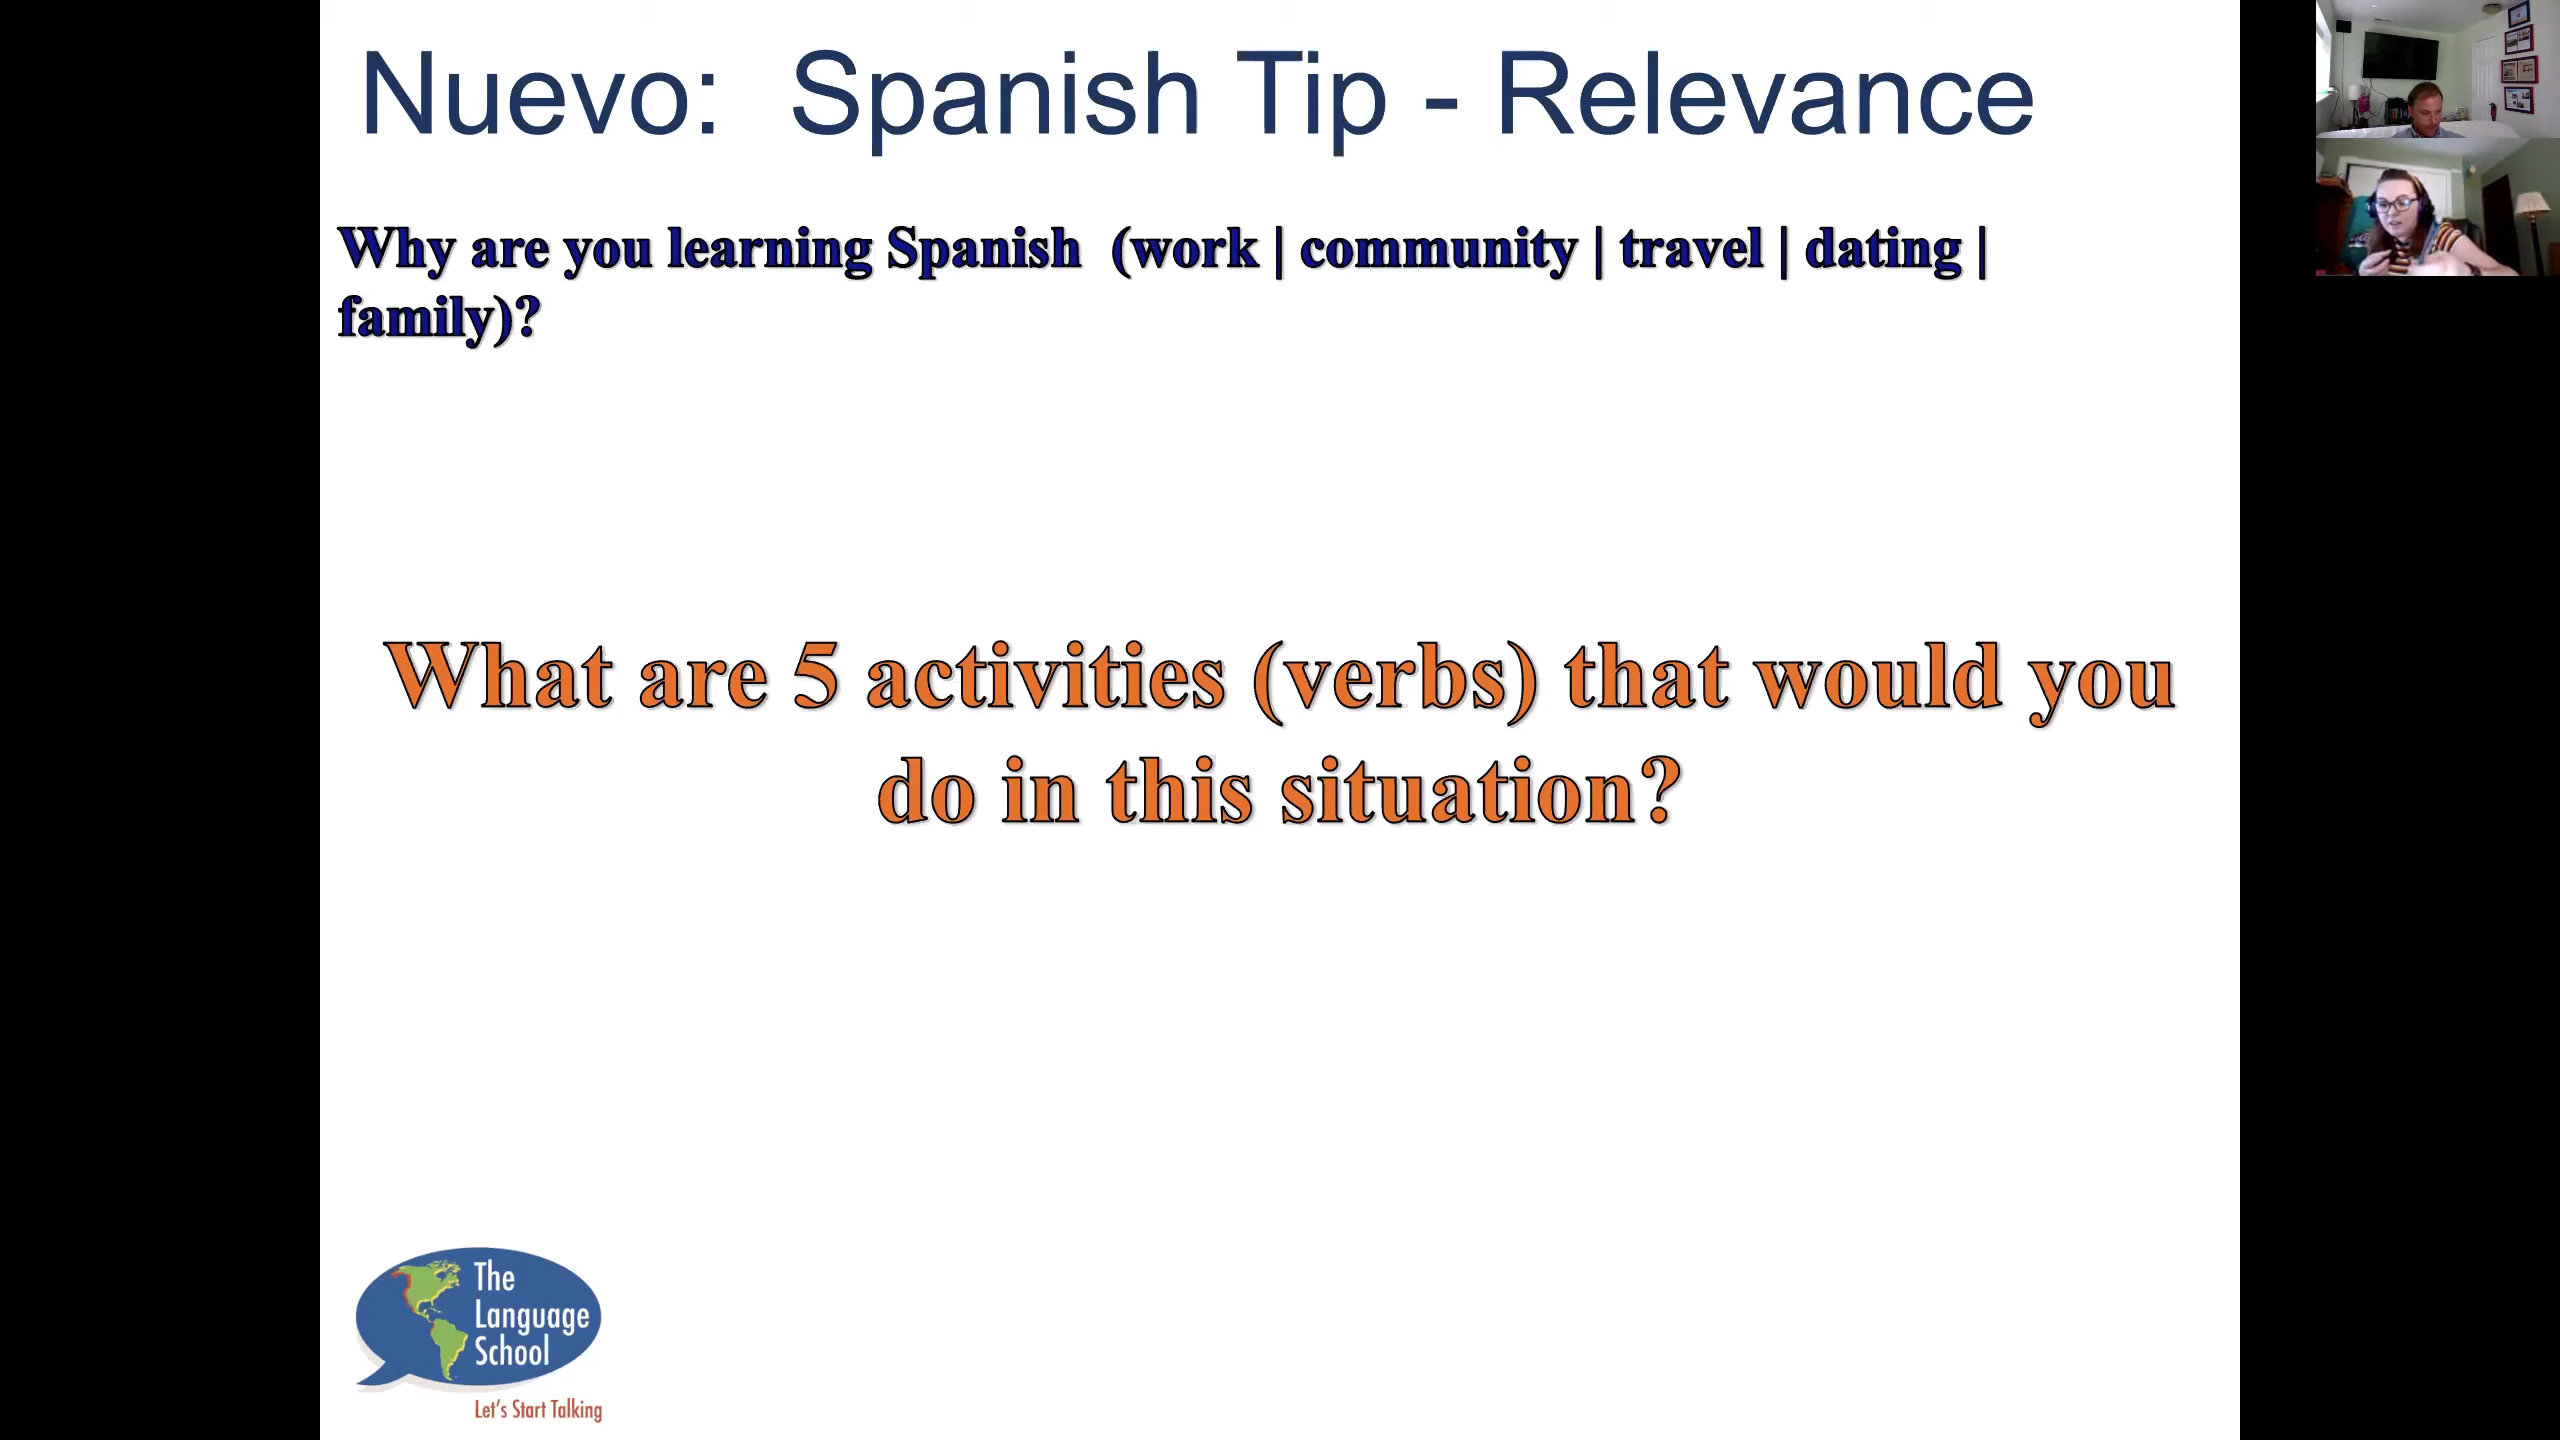 Nuevo:  Spanish Tip - Relevance
Why are you learning Spanish  (work | community | travel | dating |
family)?
What are 5 activities (verbs) that would you
do in this situation?
The
Language
School
Let's Start Talking